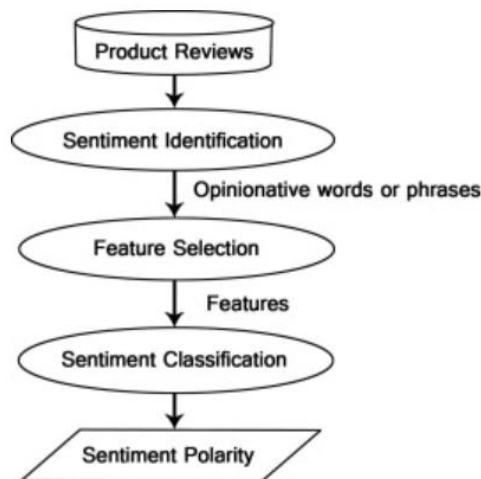 Product Reviews
Sentiment Identification
Opinionative words or phrases
Feature Selection
Features
Sentiment Classification
Sentiment Polarity